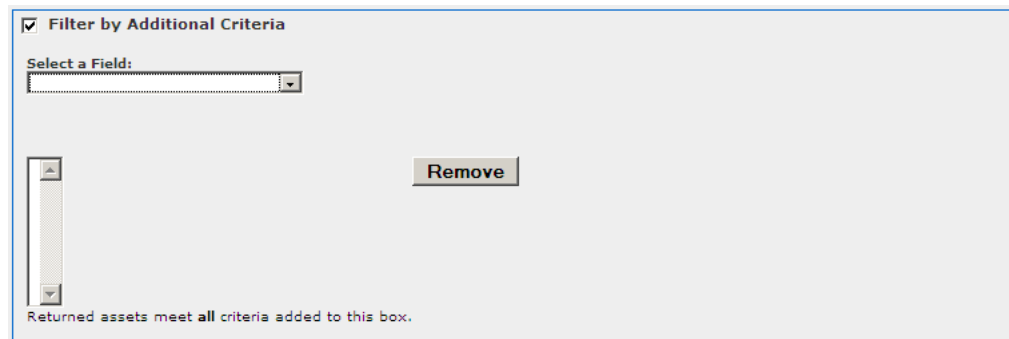 Filter by Additional Criteria
Select a Field:
Remove
Returned assets meet all criteria added to this box.